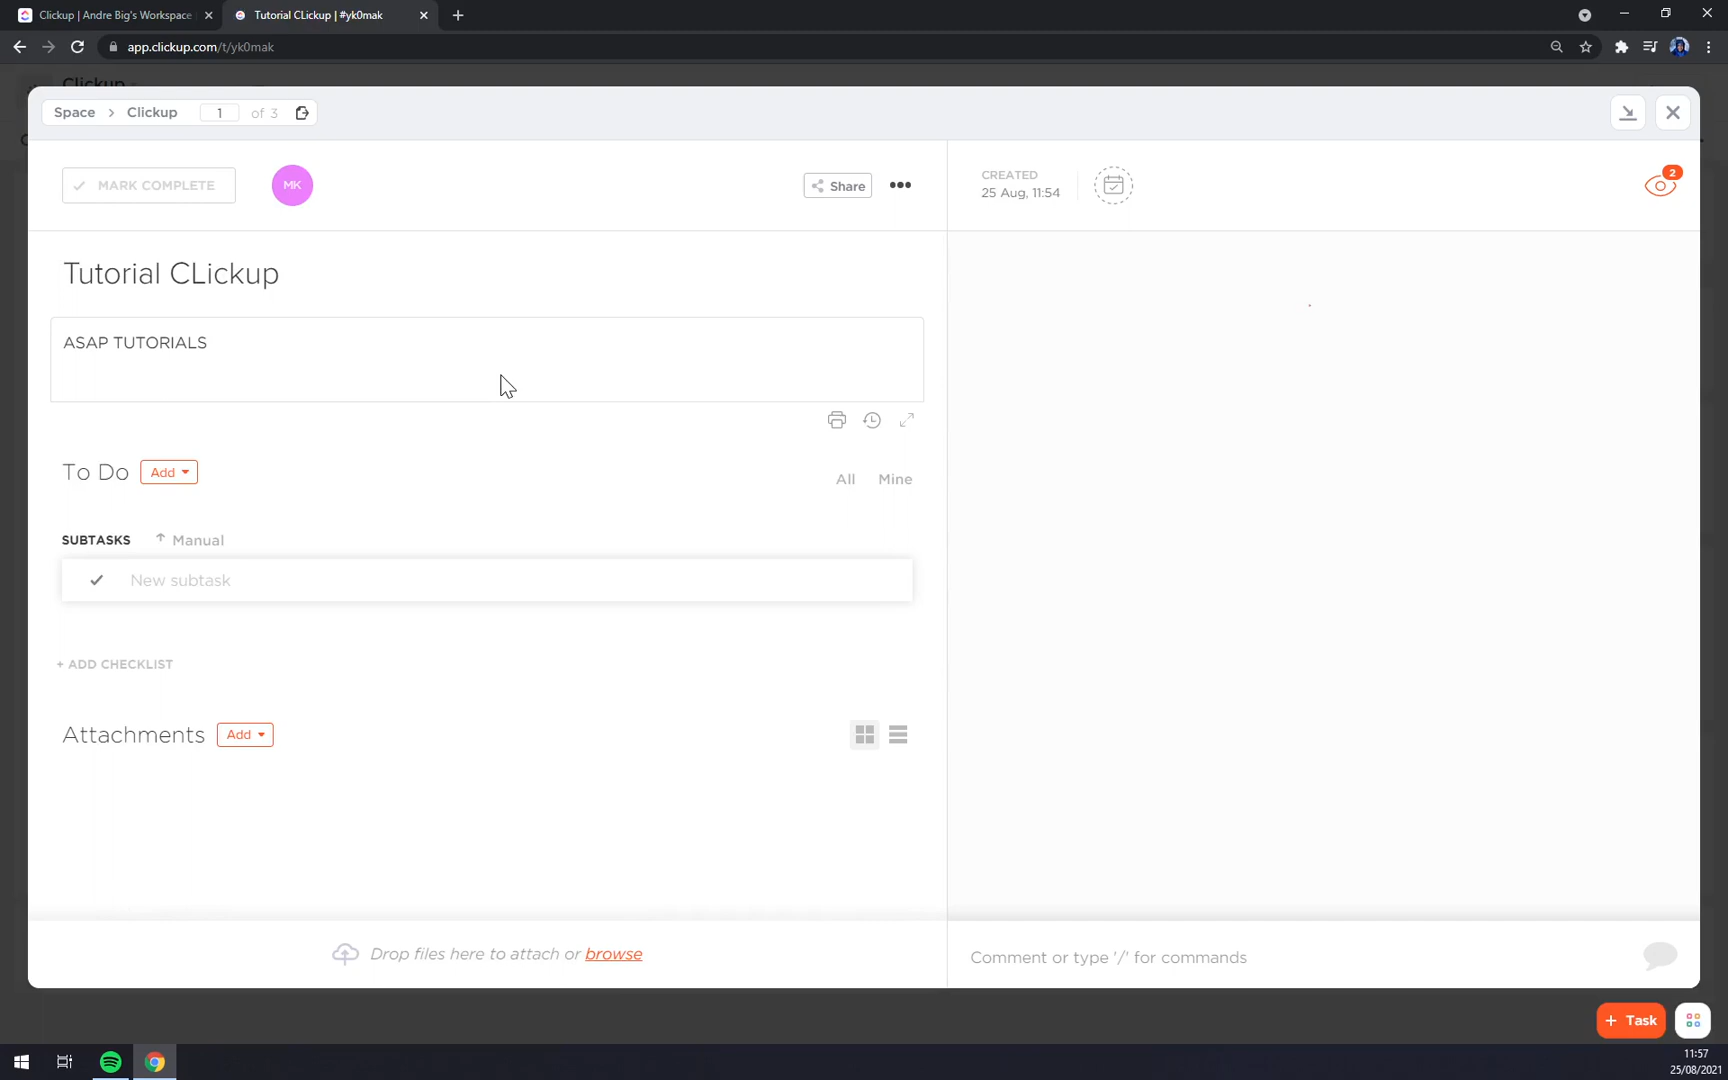 Clickup | Andre Big's Workspace
Tutorial CLickup | #yk0mak
app.clickup.com/t/yk0mak
Clickup
Space > Clickup 1 of 3
MARK COMPLETE
MK
Share
CREATED
25 Aug, 11:54
2
Tutorial CLickup
ASAP TUTORIALS
To Do Add
All Mine
SUBTASKS Manual
New subtask
+ ADD CHECKLIST
Attachments Add
Drop files here to attach or browse
Comment or type '/' for commands
+ Task
11:57
25/08/2021